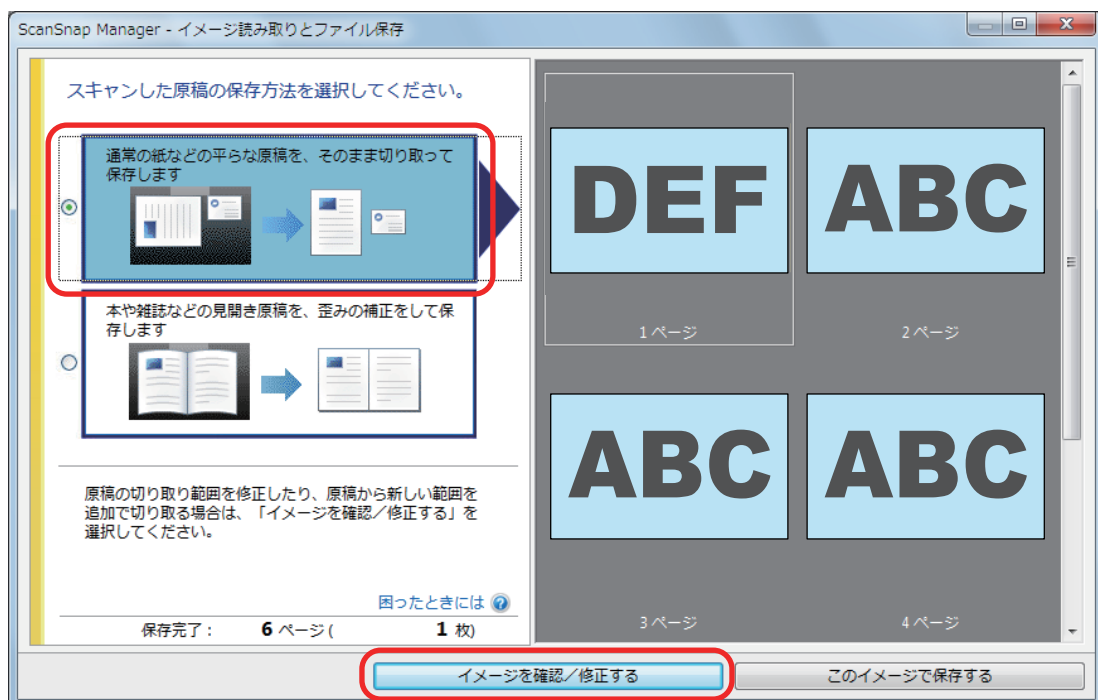 ScanSnap Manager - イメージ読み取りとファイル保存
スキャンした原稿の保存方法を選択してください。
通常の紙などの平らな原稿を、そのまま切り取って
保存します
本や雑誌などの見開き原稿を、歪みの補正をして保
存します
原稿の切り取り範囲を修正したり、原稿から新しい範囲を
追加で切り取る場合は、「イメージを確認／修正する」を
選択してください。
困ったときには
保存完了： 6 ページ ( 1 枚)
DEF
ABC
1 ページ
2 ページ
ABC
ABC
3 ページ
4 ページ
イメージを確認／修正する
このイメージで保存する